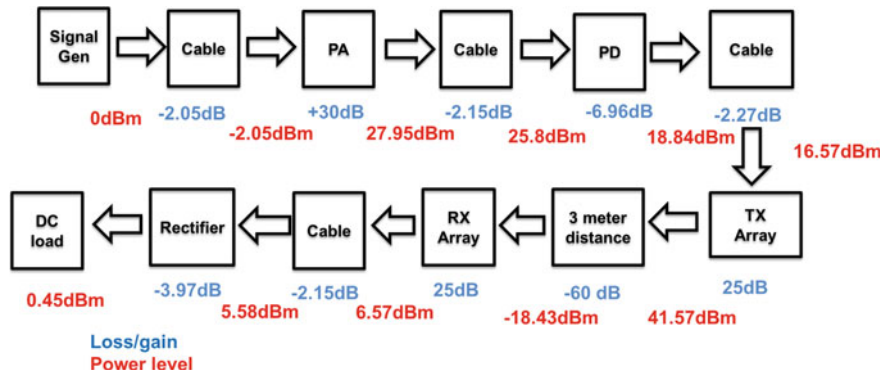 Signal Gen
Cable
PA
Cable
PD
Cable
0dBm
-2.05dB
-2.05dBm
+30dB
27.95dBm
-2.15dB
25.8dBm
-6.96dB
18.84dBm
-2.27dB
16.57dBm
DC load
Rectifier
Cable
RX Array
3 meter distance
TX Array
0.45dBm
-3.97dB
5.58dBm
-2.15dB
6.57dBm
25dB
-18.43dBm
-60 dB
41.57dBm
25dB
Loss/gain
Power level